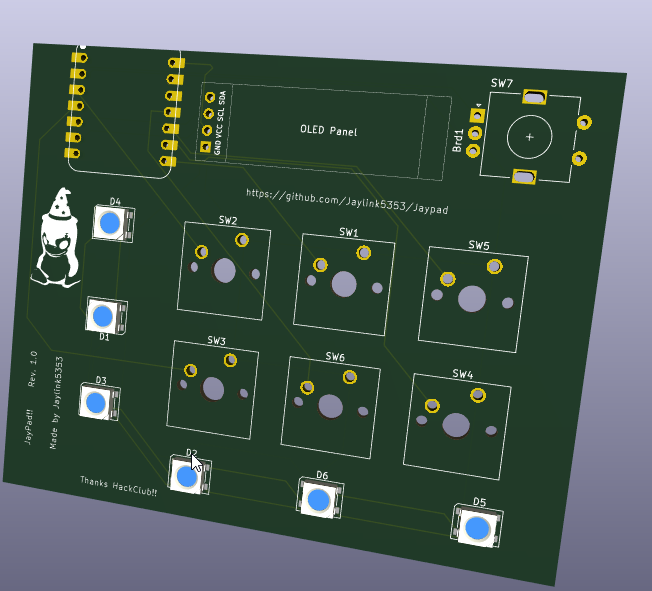 SW7
SDA
SCL
VCC
GND
OLED Panel
Brd1
https://github.com/Jaylink5353/Jaypad
D4
SW2
SW1
SW5
D1
SW3
SW6
SW4
D3
JayPad!! Rev. 1.0
Made by Jaylink5353
D2
Thanks HackClub!!
D6
D5